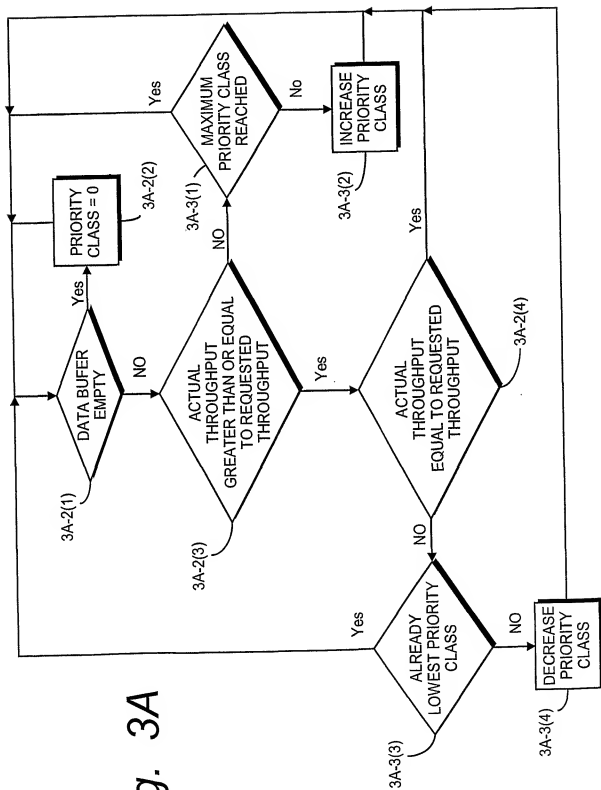 DATA BUFER
EMPTY
3A-2(1)
Yes
PRIORITY
CLASS = 0
3A-2(2)
NO
ACTUAL
THROUGHPUT
GREATER THAN OR EQUAL
TO REQUESTED
THROUGHPUT
3A-2(3)
NO
MAXIMUM
PRIORITY CLASS
REACHED
3A-3(1)
Yes
No
INCREASE
PRIORITY
CLASS
3A-3(2)
Yes
ACTUAL
THROUGHPUT
EQUAL TO REQUESTED
THROUGHPUT
3A-2(4)
Yes
NO
ALREADY
LOWEST PRIORITY
CLASS
3A-3(3)
Yes
NO
DECREASE
PRIORITY
CLASS
3A-3(4)
g. 3A